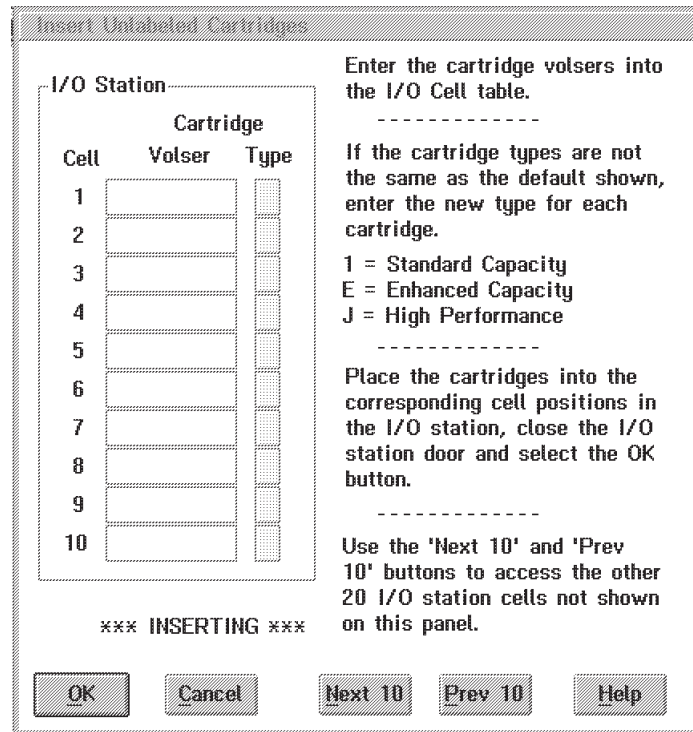 Insert Unlabeled Cartridges
I/O Station
Cartridge
Cell Volser Type
1
2
3
4
5
6
7
8
9
10
*** INSERTING ***
Enter the cartridge volsers into
the I/O Cell table.
-------------
If the cartridge types are not
the same as the default shown,
enter the new type for each
cartridge.
1 = Standard Capacity
E = Enhanced Capacity
J = High Performance
-------------
Place the cartridges into the
corresponding cell positions in
the I/O station, close the I/O
station door and select the OK
button.
-------------
Use the 'Next 10' and 'Prev
10' buttons to access the other
20 I/O station cells not shown
on this panel.
OK Cancel Next 10 Prev 10 Help